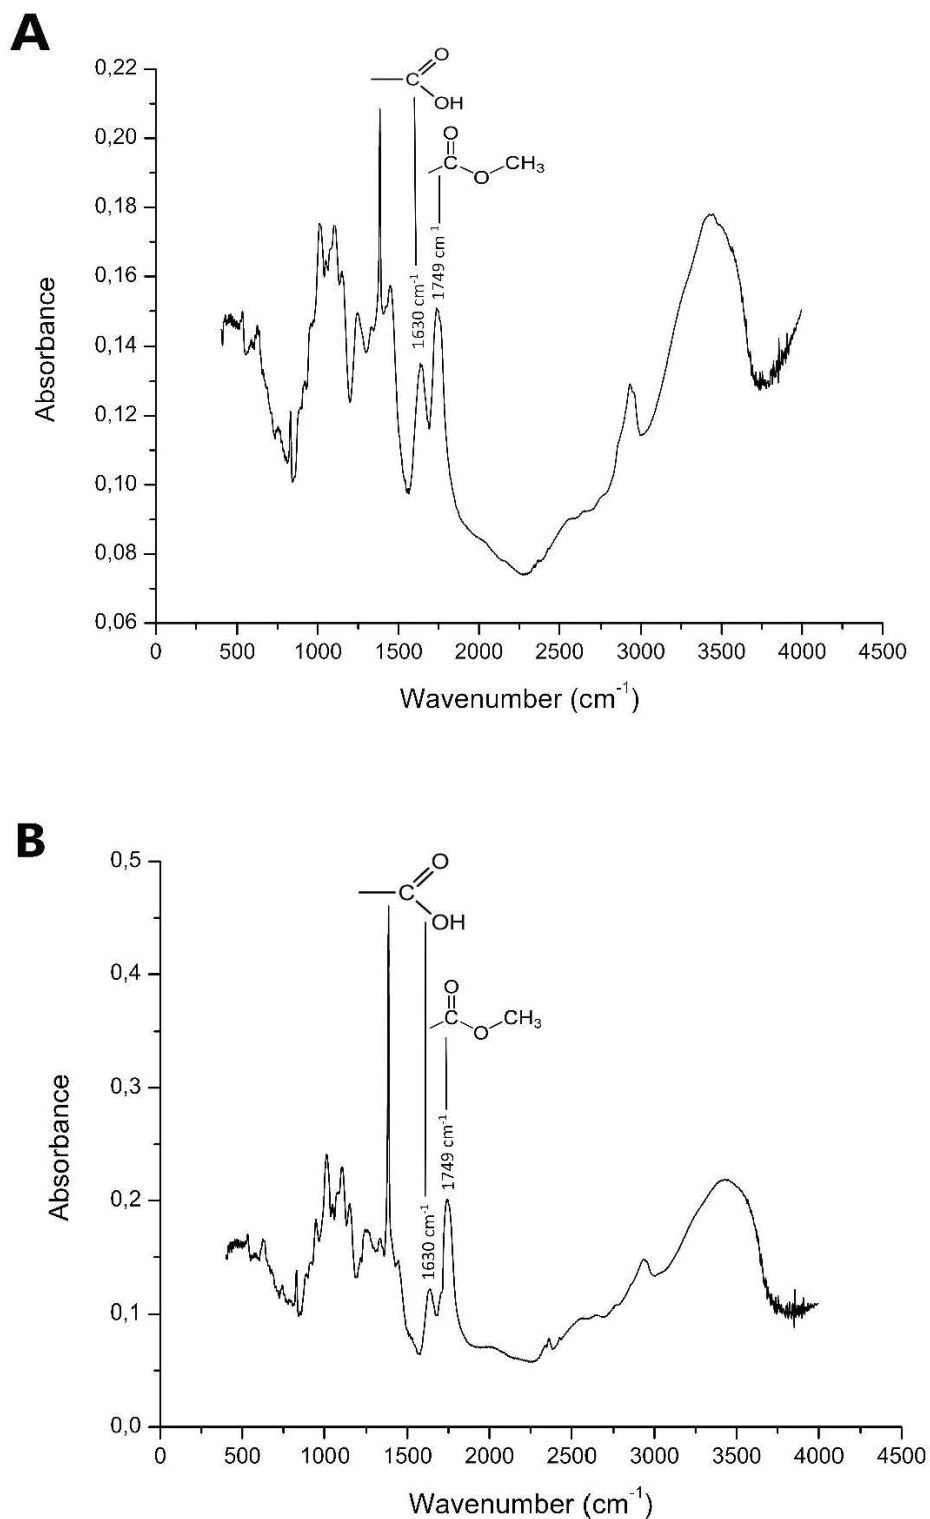 A
0,22
0,20
0,18
0,16
0,14
0,12
0,10
0,08
0,06
Absorbance
C
O
OH
O
C
O
CH3
1630 cm-1
1749 cm-1
0
500
1000
1500
2000
2500
3000
3500
4000
4500
Wavenumber (cm-1)
B
0,5
0,4
0,3
0,2
0,1
0,0
Absorbance
C
O
OH
O
C
O
CH3
1630 cm-1
1749 cm-1
0
500
1000
1500
2000
2500
3000
3500
4000
4500
Wavenumber (cm-1)